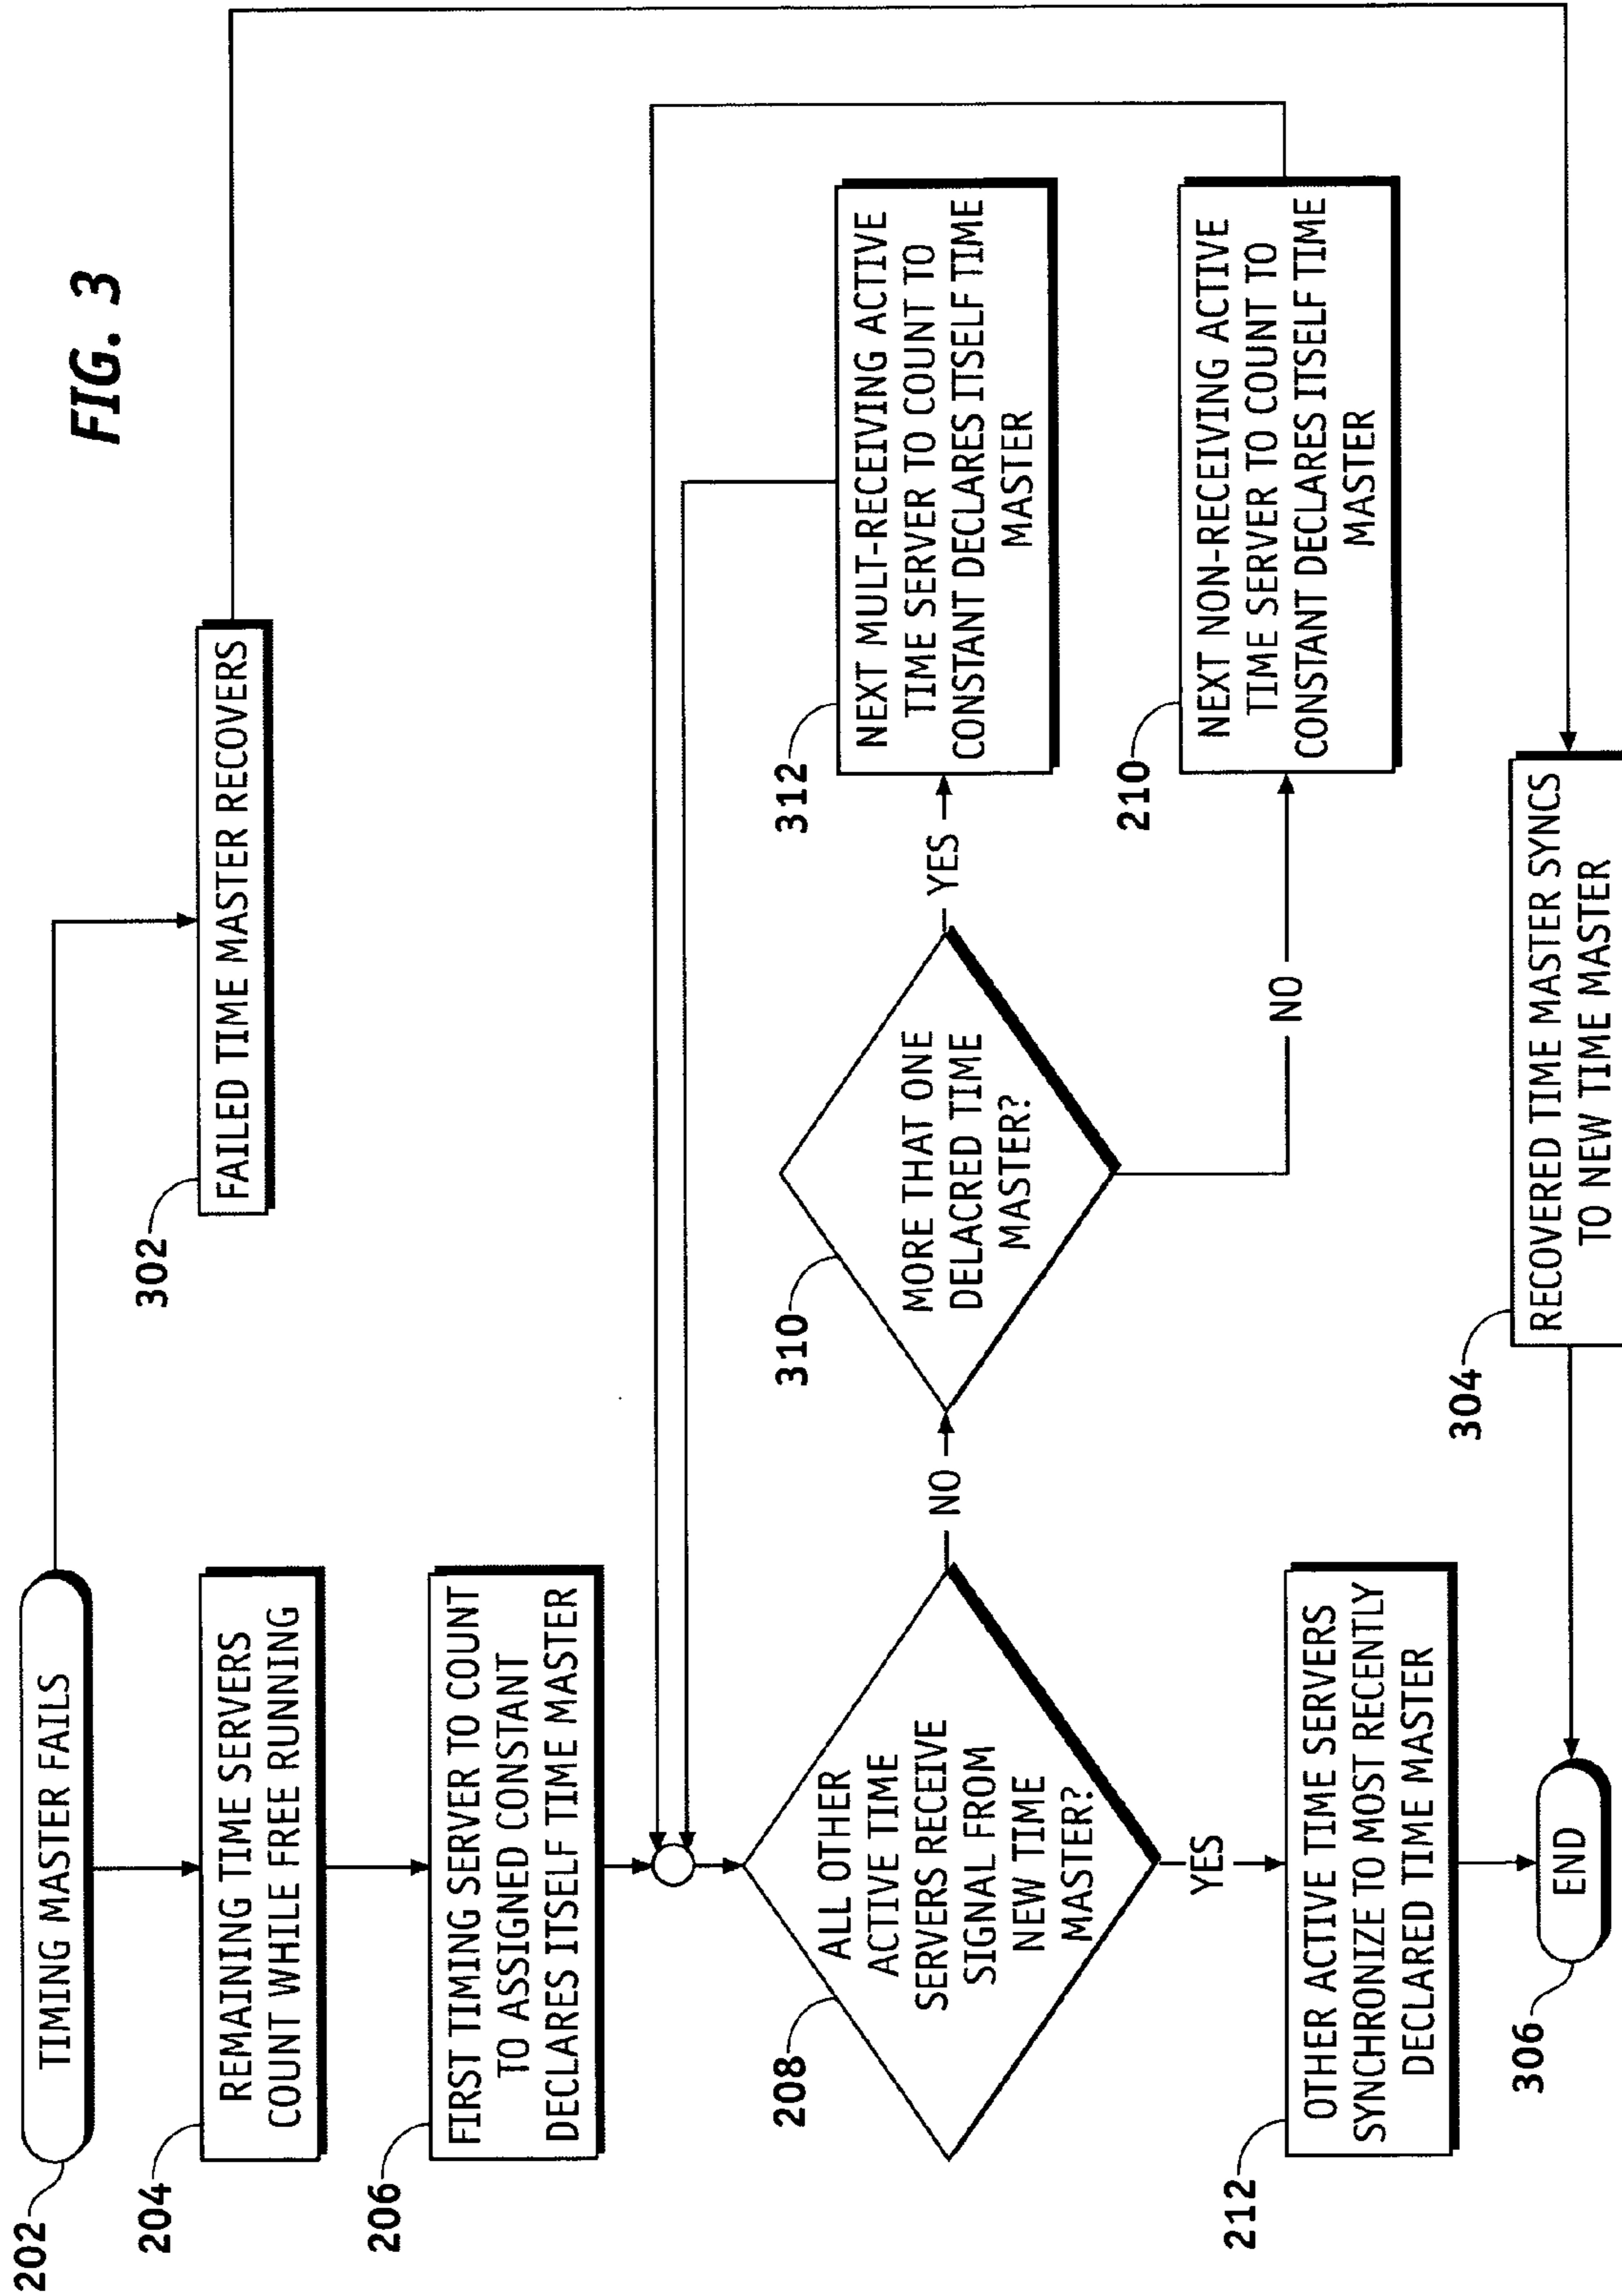 FIG. 3
202
TIMING MASTER FAILS
302
FAILED TIME MASTER RECOVERS
204
REMAINING TIME SERVERS
COUNT WHILE FREE RUNNING
206
FIRST TIMING SERVER TO COUNT
TO ASSIGNED CONSTANT
DECLARES ITSELF TIME MASTER
208
ALL OTHER
ACTIVE TIME
SERVERS RECEIVE
SIGNAL FROM
NEW TIME
MASTER?
NO
YES
310
MORE THAT ONE
DELACRED TIME
MASTER?
YES
NO
312
NEXT MULT-RECEIVING ACTIVE
TIME SERVER TO COUNT TO
CONSTANT DECLARES ITSELF TIME
MASTER
210
NEXT NON-RECEIVING ACTIVE
TIME SERVER TO COUNT TO
CONSTANT DECLARES ITSELF TIME
MASTER
212
OTHER ACTIVE TIME SERVERS
SYNCHRONIZE TO MOST RECENTLY
DECLARED TIME MASTER
304
RECOVERED TIME MASTER SYNCS
TO NEW TIME MASTER
306
END